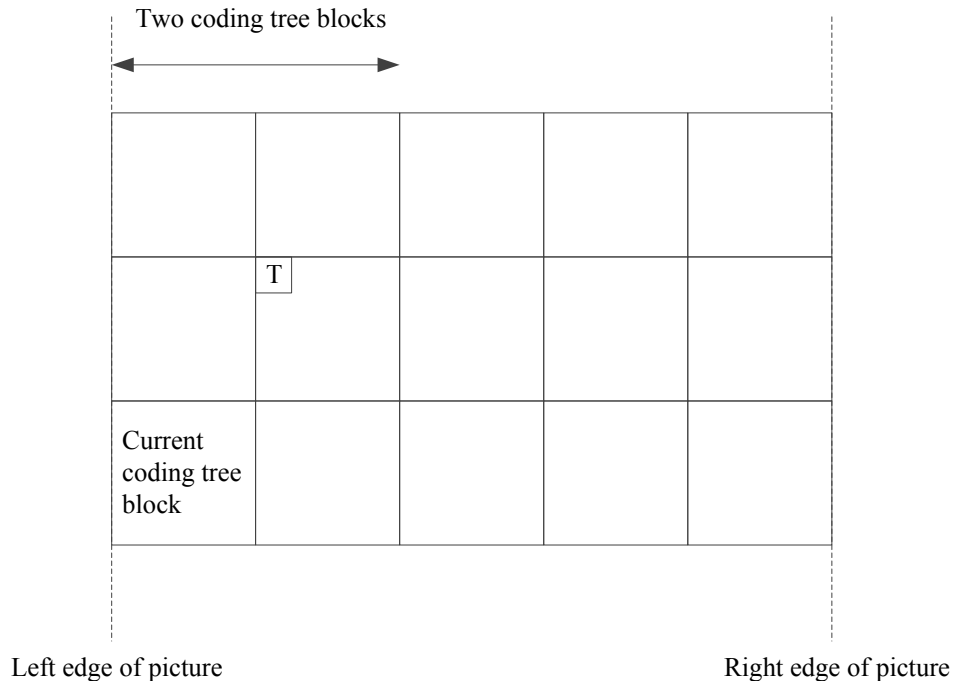 Two coding tree blocks
T
Current
coding tree
block
Left edge of picture
Right edge of picture